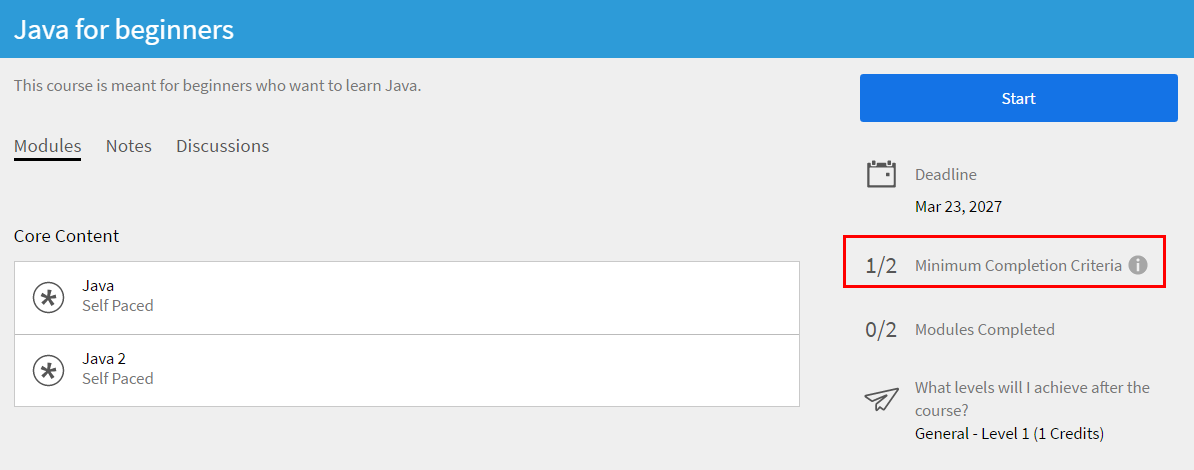 Java for beginners
This course is meant for beginners who want to learn Java.
Start
Modules Notes Discussions
Deadline
Mar 23, 2027
Core Content
Java
Self Paced
Java 2
Self Paced
1/2 Minimum Completion Criteria i
0/2 Modules Completed
What levels will I achieve after the
course?
General - Level 1 (1 Credits)